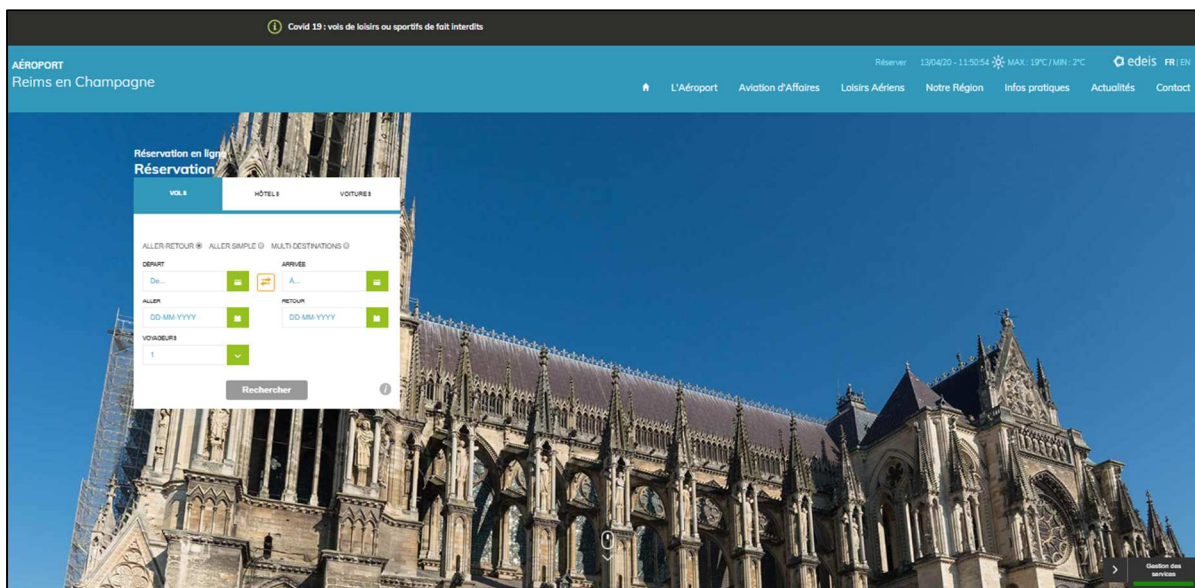 Covid 19 : vols de loisirs ou sportifs de fait interdits
AÉROPORT
Reims en Champagne
Réserver 13/04/20 - 11:50:54 MAX : 19°C / MIN : 2°C edeis FR | EN
L'Aéroport Aviation d'Affaires Loisirs Aériens Notre Région Infos pratiques Actualités Contact
Réservation en ligne
Réservation
VOLS HÔTELS VOITURES
ALLER-RETOUR ALLER SIMPLE MULTI-DESTINATIONS
DÉPART ARRIVÉE
De... A...
ALLER RETOUR
DD-MM-YYYY DD-MM-YYYY
VOYAGEURS
1
Rechercher
Gestion des
services